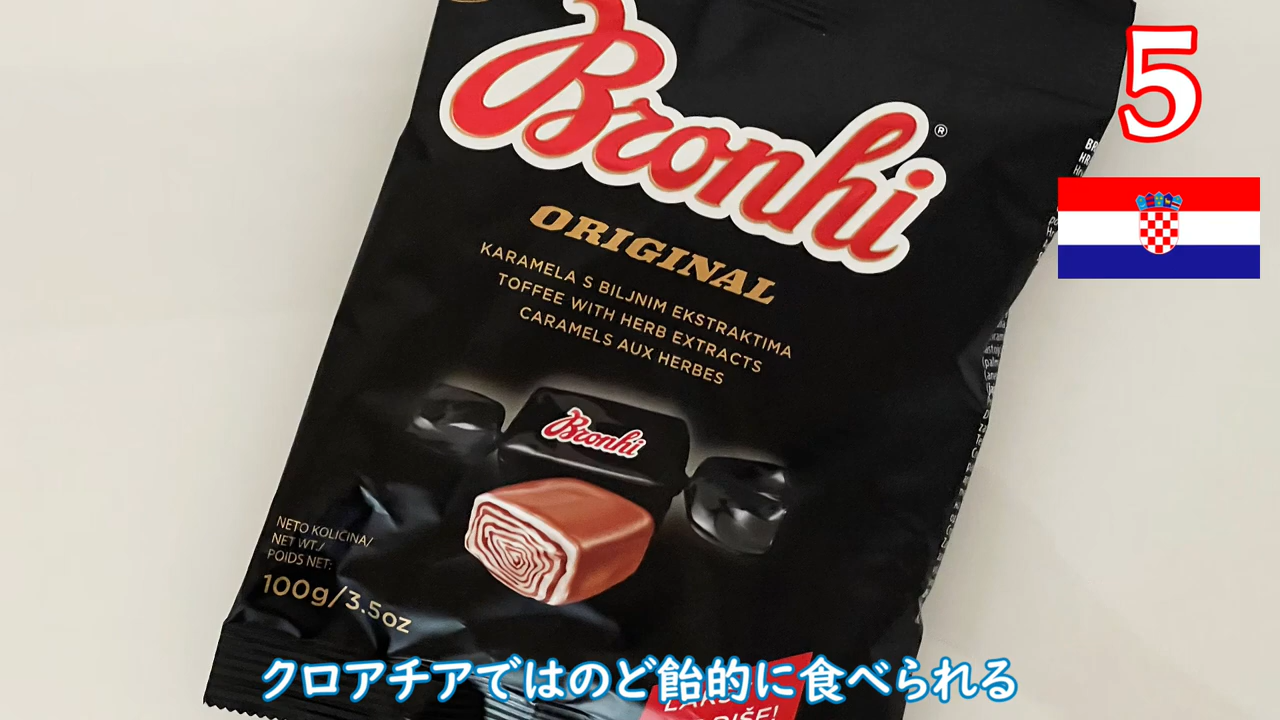 Bronhi®
5
ORIGINAL
KARAMELA S BILJNIM EKSTRAKTIMA
TOFFEE WITH HERB EXTRACTS
CARAMELS AUX HERBES
Bronhi
NETO KOLIČINA/
NET WT./
POIDS NET:
100g/3.5oz
クロアチアではのど飴的に食べられる